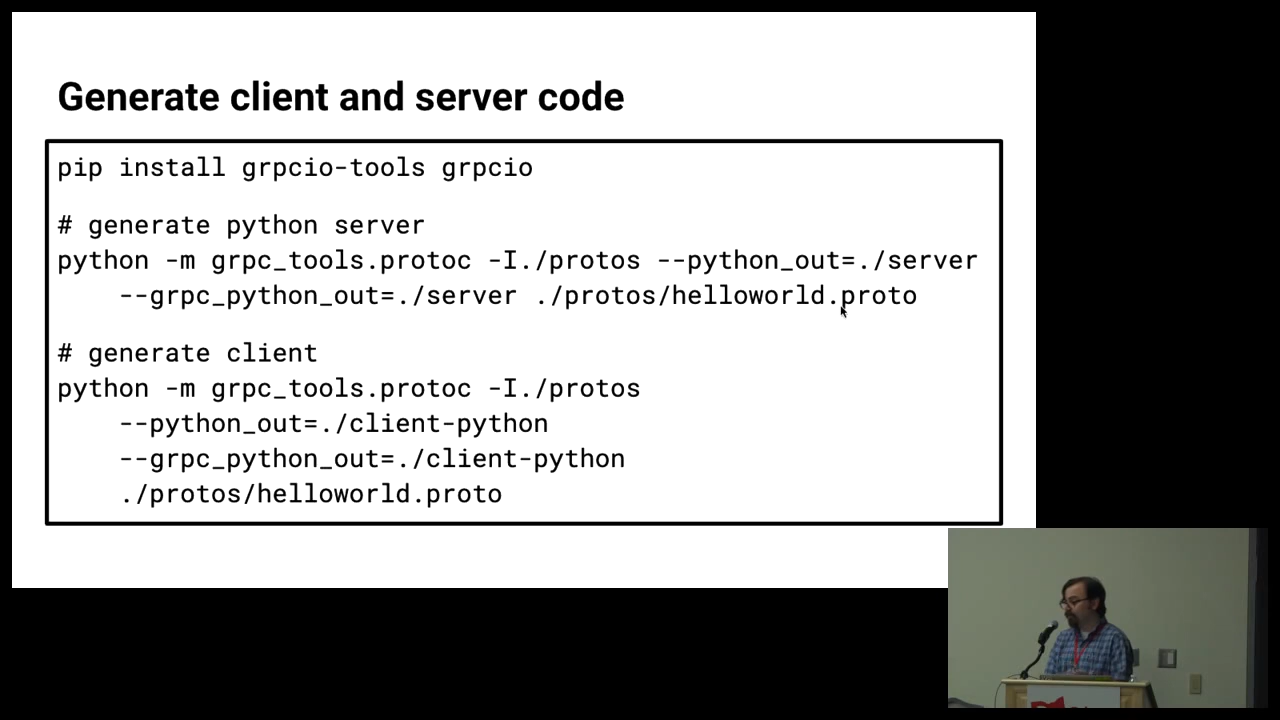 Generate client and server code
pip install grpcio-tools grpcio
# generate python server
python -m grpc_tools.protoc -I./protos --python_out=./server
--grpc_python_out=./server ./protos/helloworld.proto
# generate client
python -m grpc_tools.protoc -I./protos
--python_out=./client-python
--grpc_python_out=./client-python
./protos/helloworld.proto